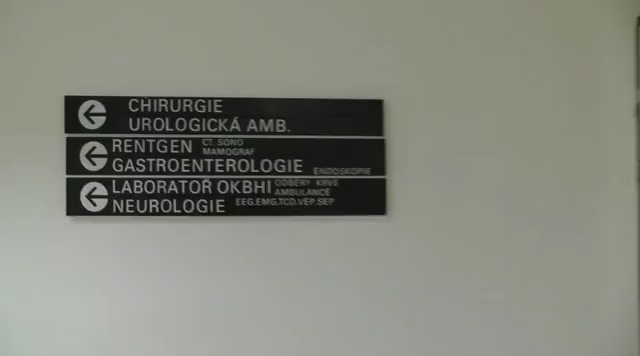 CHIRURGIE
UROLOGICKÁ AMB.
RENTGEN CT. SONO
MAMOGRAF
GASTROENTEROLOGIE ENDOSKOPIE
LABORATOŘ OKBHI ODBĚRY KRVE
AMBULANCE
NEUROLOGIE EEG.EMG.TCD.VEP.SEP